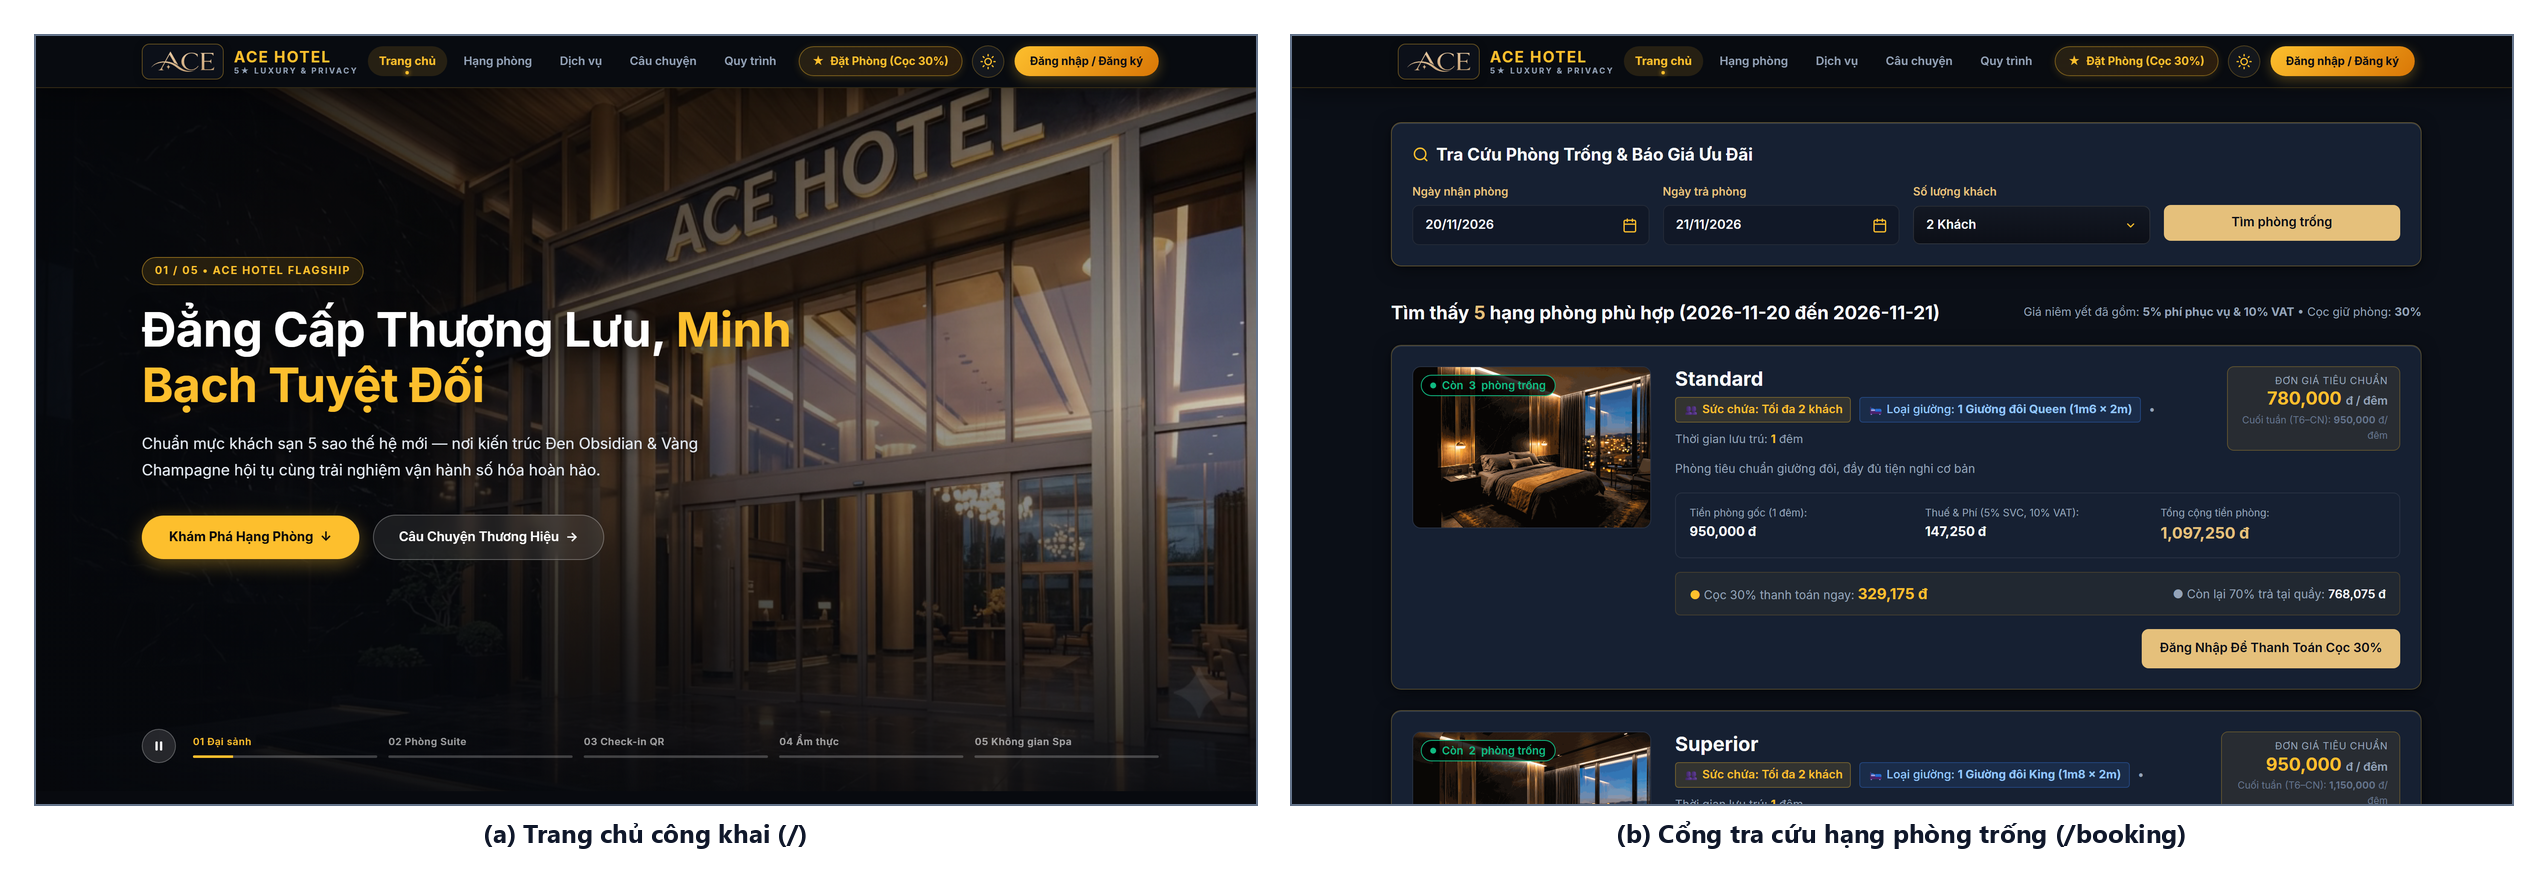 ACE
ACE HOTEL
5★ LUXURY & PRIVACY
Trang chủ
Hạng phòng
Dịch vụ
Câu chuyện
Quy trình
★ Đặt Phòng (Cọc 30%)
Đăng nhập / Đăng ký
ACE HOTEL
01 / 05 • ACE HOTEL FLAGSHIP
Đẳng Cấp Thượng Lưu, Minh
Bạch Tuyệt Đối
Chuẩn mực khách sạn 5 sao thế hệ mới — nơi kiến trúc Đen Obsidian & Vàng
Champagne hội tụ cùng trải nghiệm vận hành số hóa hoàn hảo.
Khám Phá Hạng Phòng ↓
Câu Chuyện Thương Hiệu →
01 Đại sảnh
02 Phòng Suite
03 Check-in QR
04 Ẩm thực
05 Không gian Spa
(a) Trang chủ công khai (/)
ACE
ACE HOTEL
5★ LUXURY & PRIVACY
Trang chủ
Hạng phòng
Dịch vụ
Câu chuyện
Quy trình
★ Đặt Phòng (Cọc 30%)
Đăng nhập / Đăng ký
Tra Cứu Phòng Trống & Báo Giá Ưu Đãi
Ngày nhận phòng
Ngày trả phòng
Số lượng khách
20/11/2026
21/11/2026
2 Khách
Tìm phòng trống
Tìm thấy 5 hạng phòng phù hợp (2026-11-20 đến 2026-11-21)
Giá niêm yết đã gồm: 5% phí phục vụ & 10% VAT • Cọc giữ phòng: 30%
Còn 3 phòng trống
Standard
Sức chứa: Tối đa 2 khách
Loại giường: 1 Giường đôi Queen (1m6 × 2m) •
Thời gian lưu trú: 1 đêm
Phòng tiêu chuẩn giường đôi, đầy đủ tiện nghi cơ bản
ĐƠN GIÁ TIÊU CHUẨN
780,000 đ / đêm
Cuối tuần (T6–CN): 950,000 đ/
đêm
Tiền phòng gốc (1 đêm):
950,000 đ
Thuế & Phí (5% SVC, 10% VAT):
147,250 đ
Tổng cộng tiền phòng:
1,097,250 đ
Cọc 30% thanh toán ngay: 329,175 đ
Còn lại 70% trả tại quầy: 768,075 đ
Đăng Nhập Để Thanh Toán Cọc 30%
Còn 2 phòng trống
Superior
Sức chứa: Tối đa 2 khách
Loại giường: 1 Giường đôi King (1m8 × 2m) •
Thời gian lưu trú: 1 đêm
ĐƠN GIÁ TIÊU CHUẨN
950,000 đ / đêm
Cuối tuần (T6–CN): 1,150,000 đ/
đêm
(b) Cổng tra cứu hạng phòng trống (/booking)